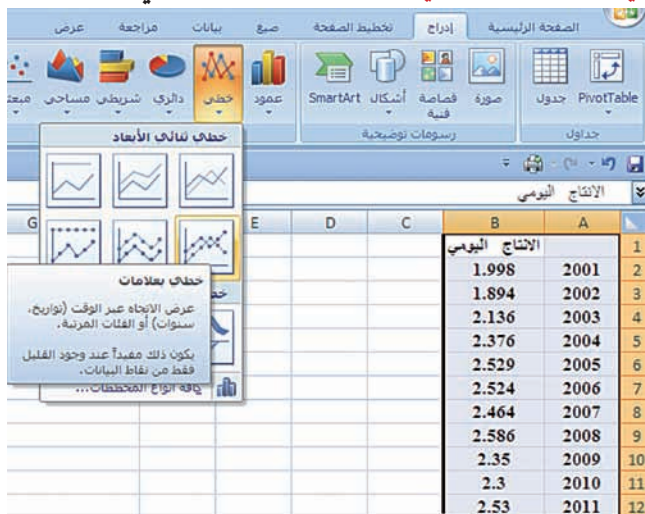 الصفحة الرئيسية إدراج تخطيط الصفحة صيغ بيانات مراجعة عرض
PivotTable جدول صورة قصاصة فنية أشكال SmartArt عمود خطي دائري شريطي مساحي
جداول رسومات توضيحية
خطي ثنائي الأبعاد
الانتاج اليومي
A B C D E G
1 الانتاج اليومي
2 2001 1.998
3 2002 1.894
4 2003 2.136
5 2004 2.376
6 2005 2.529
7 2006 2.524
8 2007 2.464
9 2008 2.586
10 2009 2.35
11 2010 2.3
12 2011 2.53
خطي بعلامات
عرض الاتجاه عبر الوقت (تواريخ،
سنوات) أو الفئات المرتبة.
يكون ذلك مفيداً عند وجود القليل
فقط من نقاط البيانات.
كافة أنواع المخططات...